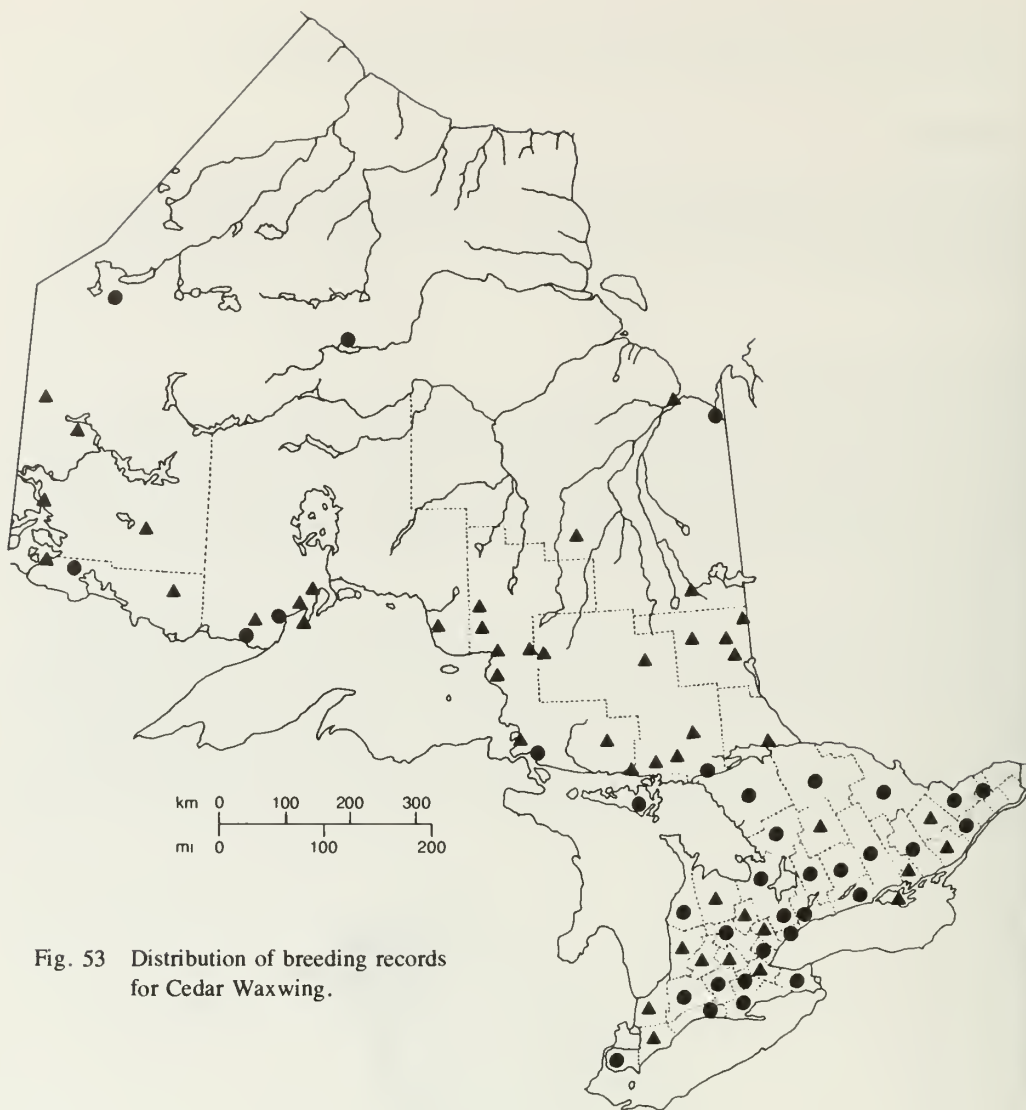 km 0 100 200 300
mi 0 100 200
Fig. 53 Distribution of breeding records
for Cedar Waxwing.